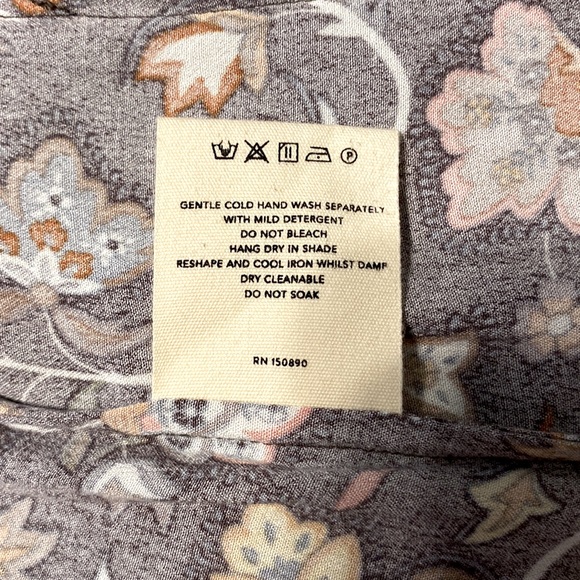 GENTLE COLD HAND WASH SEPARATELY
WITH MILD DETERGENT
DO NOT BLEACH
HANG DRY IN SHADE
RESHAPE AND COOL IRON WHILST DAMP
DRY CLEANABLE
DO NOT SOAK
RN 150890